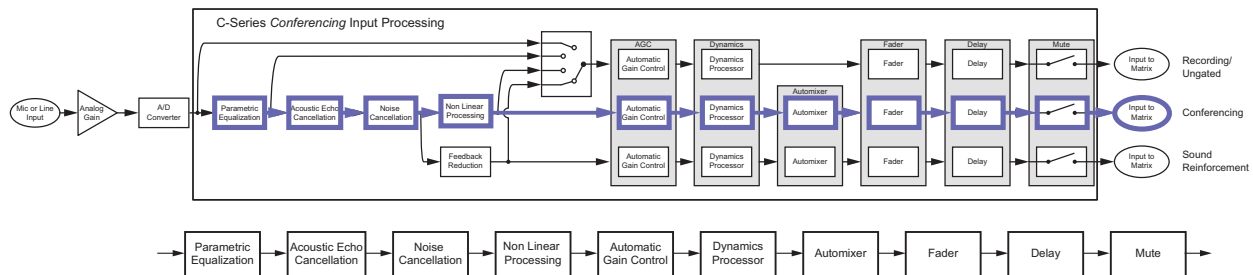 C-Series Conferencing Input Processing
AGC
Dynamics
Fader
Delay
Mute
Automatic
Gain Control
Dynamics
Processor
Fader
Delay
Input to
Matrix
Recording/
Ungated
Mic or Line
Input
Analog
Gain
A/D
Converter
Parametric
Equalization
Acoustic Echo
Cancellation
Noise
Cancellation
Non Linear
Processing
Automatic
Gain Control
Dynamics
Processor
Automixer
Automixer
Fader
Delay
Input to
Matrix
Conferencing
Feedback
Reduction
Automatic
Gain Control
Dynamics
Processor
Automixer
Fader
Delay
Input to
Matrix
Sound
Reinforcement
Parametric
Equalization
Acoustic Echo
Cancellation
Noise
Cancellation
Non Linear
Processing
Automatic
Gain Control
Dynamics
Processor
Automixer
Fader
Delay
Mute